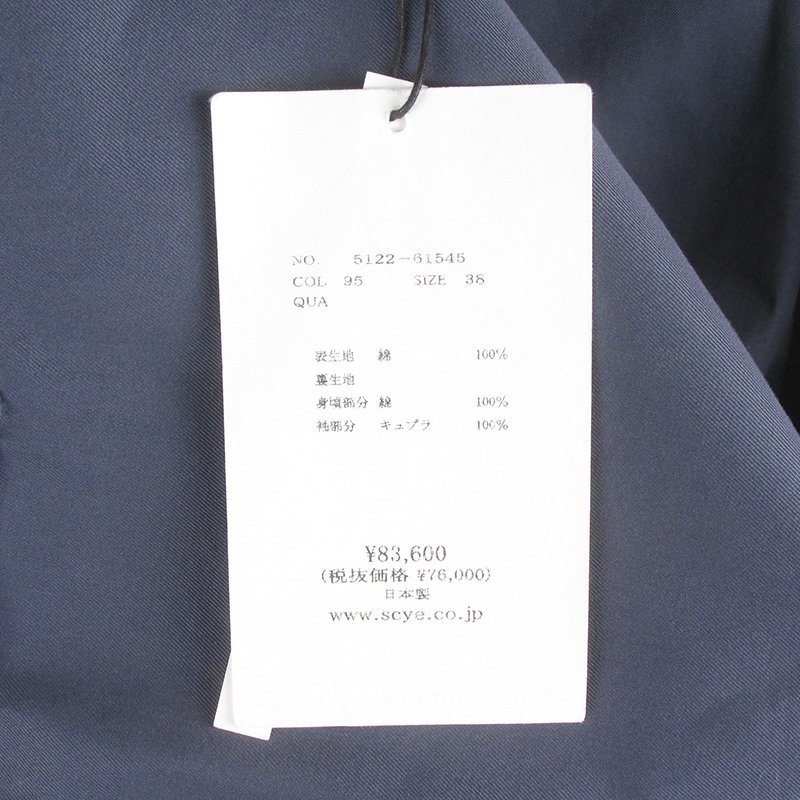 NO. 5122-61545
COL 95 SIZE 38
QUA
表生地 綿 100%
裏生地
身頃部分 綿 100%
袖部分 キュプラ 100%
¥83,600
(税抜価格 ¥76,000)
日本製
www.scye.co.jp